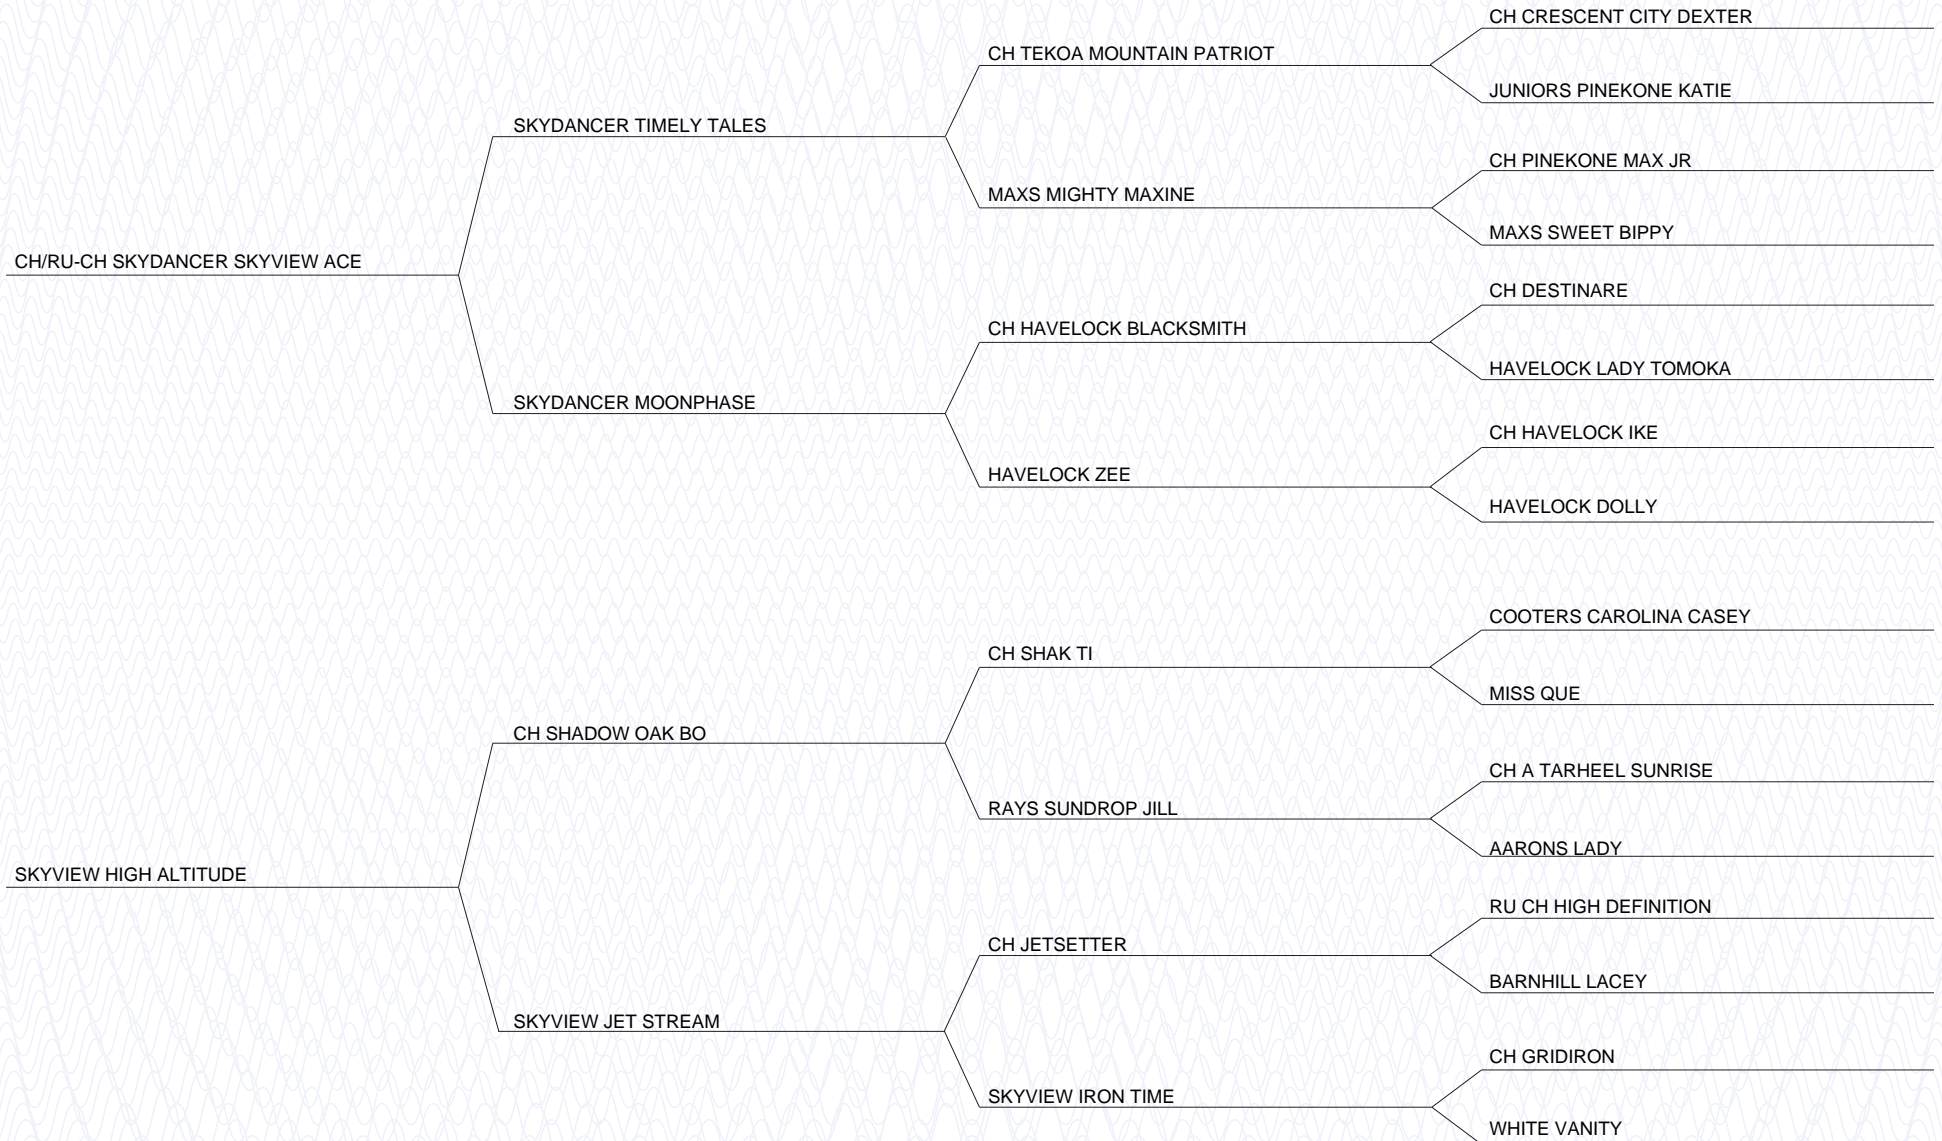 CH CRESCENT CITY DEXTER
CH TEKOA MOUNTAIN PATRIOT
JUNIORS PINEKONE KATIE
SKYDANCER TIMELY TALES
CH PINEKONE MAX JR
MAXS MIGHTY MAXINE
MAXS SWEET BIPPY
CH/RU-CH SKYDANCER SKYVIEW ACE
CH DESTINARE
CH HAVELOCK BLACKSMITH
HAVELOCK LADY TOMOKA
SKYDANCER MOONPHASE
CH HAVELOCK IKE
HAVELOCK ZEE
HAVELOCK DOLLY
COOTERS CAROLINA CASEY
CH SHAK TI
MISS QUE
CH SHADOW OAK BO
CH A TARHEEL SUNRISE
RAYS SUNDROP JILL
AARONS LADY
SKYVIEW HIGH ALTITUDE
RU CH HIGH DEFINITION
CH JETSETTER
BARNHILL LACEY
SKYVIEW JET STREAM
CH GRIDIRON
SKYVIEW IRON TIME
WHITE VANITY